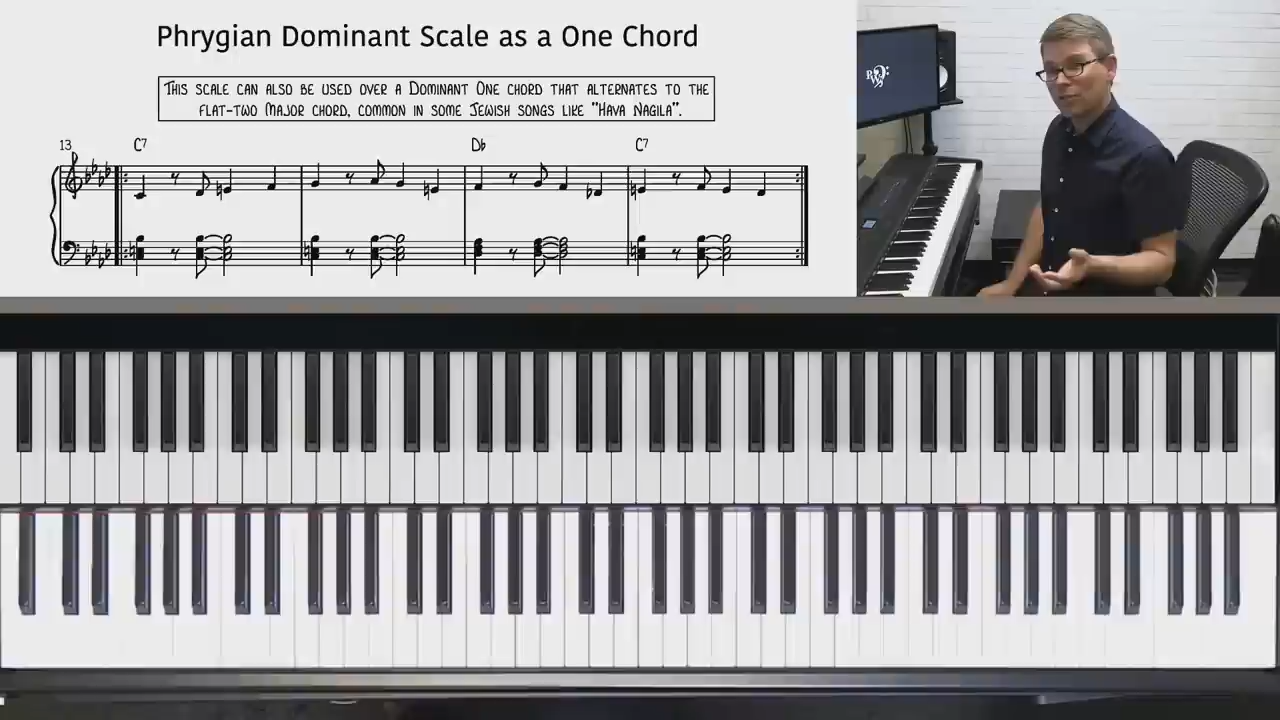 Phrygian Dominant Scale as a One Chord
This scale can also be used over a Dominant One chord that alternates to the
flat-two Major chord, common in some Jewish songs like "Hava Nagila".
13 C7 D♭ C7